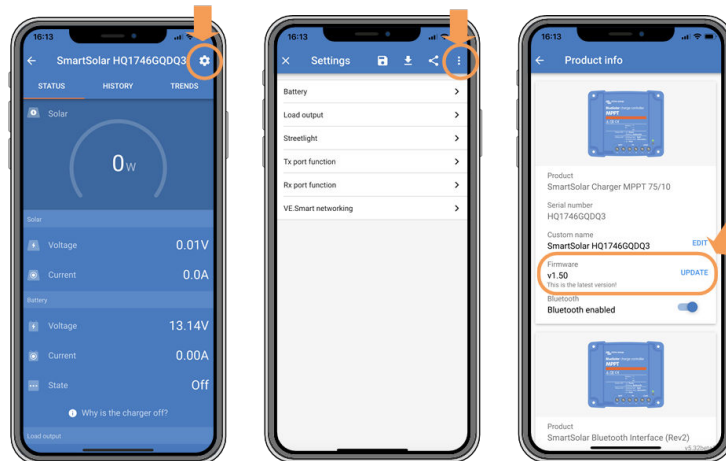 16:13
SmartSolar HQ1746GQDQ3
STATUS HISTORY TRENDS
Solar
0w
Solar
Voltage 0.01V
Current 0.0A
Battery
Voltage 13.14V
Current 0.00A
State Off
Why is the charger off?
Load output
16:13
Settings
Battery
Load output
Streetlight
Tx port function
Rx port function
VE.Smart networking
16:13
Product info
MPPT
Product
SmartSolar Charger MPPT 75/10
Serial number
HQ1746GQDQ3
Custom name
SmartSolar HQ1746GQDQ3 EDIT
Firmware
v1.50 UPDATE
This is the latest version!
Bluetooth
Bluetooth enabled
MPPT
Product
SmartSolar Bluetooth Interface (Rev2)